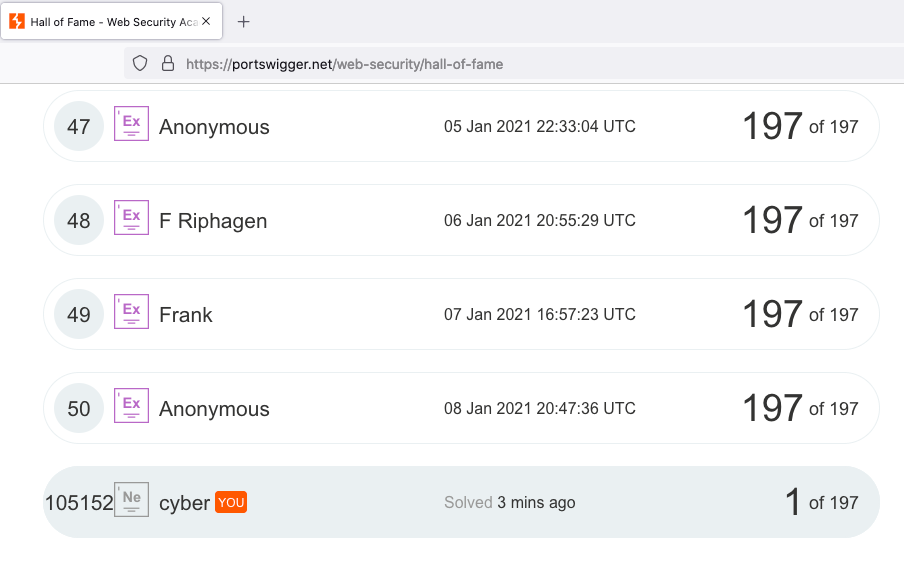 Hall of Fame - Web Security Aca
https://portswigger.net/web-security/hall-of-fame
47 Ex Anonymous 05 Jan 2021 22:33:04 UTC 197 of 197
48 Ex F Riphagen 06 Jan 2021 20:55:29 UTC 197 of 197
49 Ex Frank 07 Jan 2021 16:57:23 UTC 197 of 197
50 Ex Anonymous 08 Jan 2021 20:47:36 UTC 197 of 197
105152 Ne cyber YOU Solved 3 mins ago 1 of 197